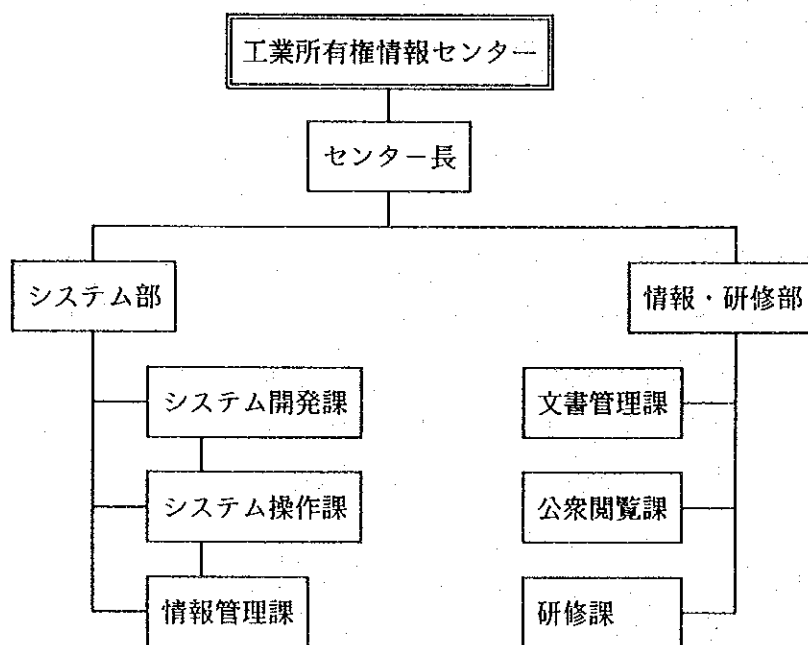 工業所有権情報センター
センター長
システム部
情報・研修部
システム開発課
文書管理課
システム操作課
公衆閲覧課
情報管理課
研修課